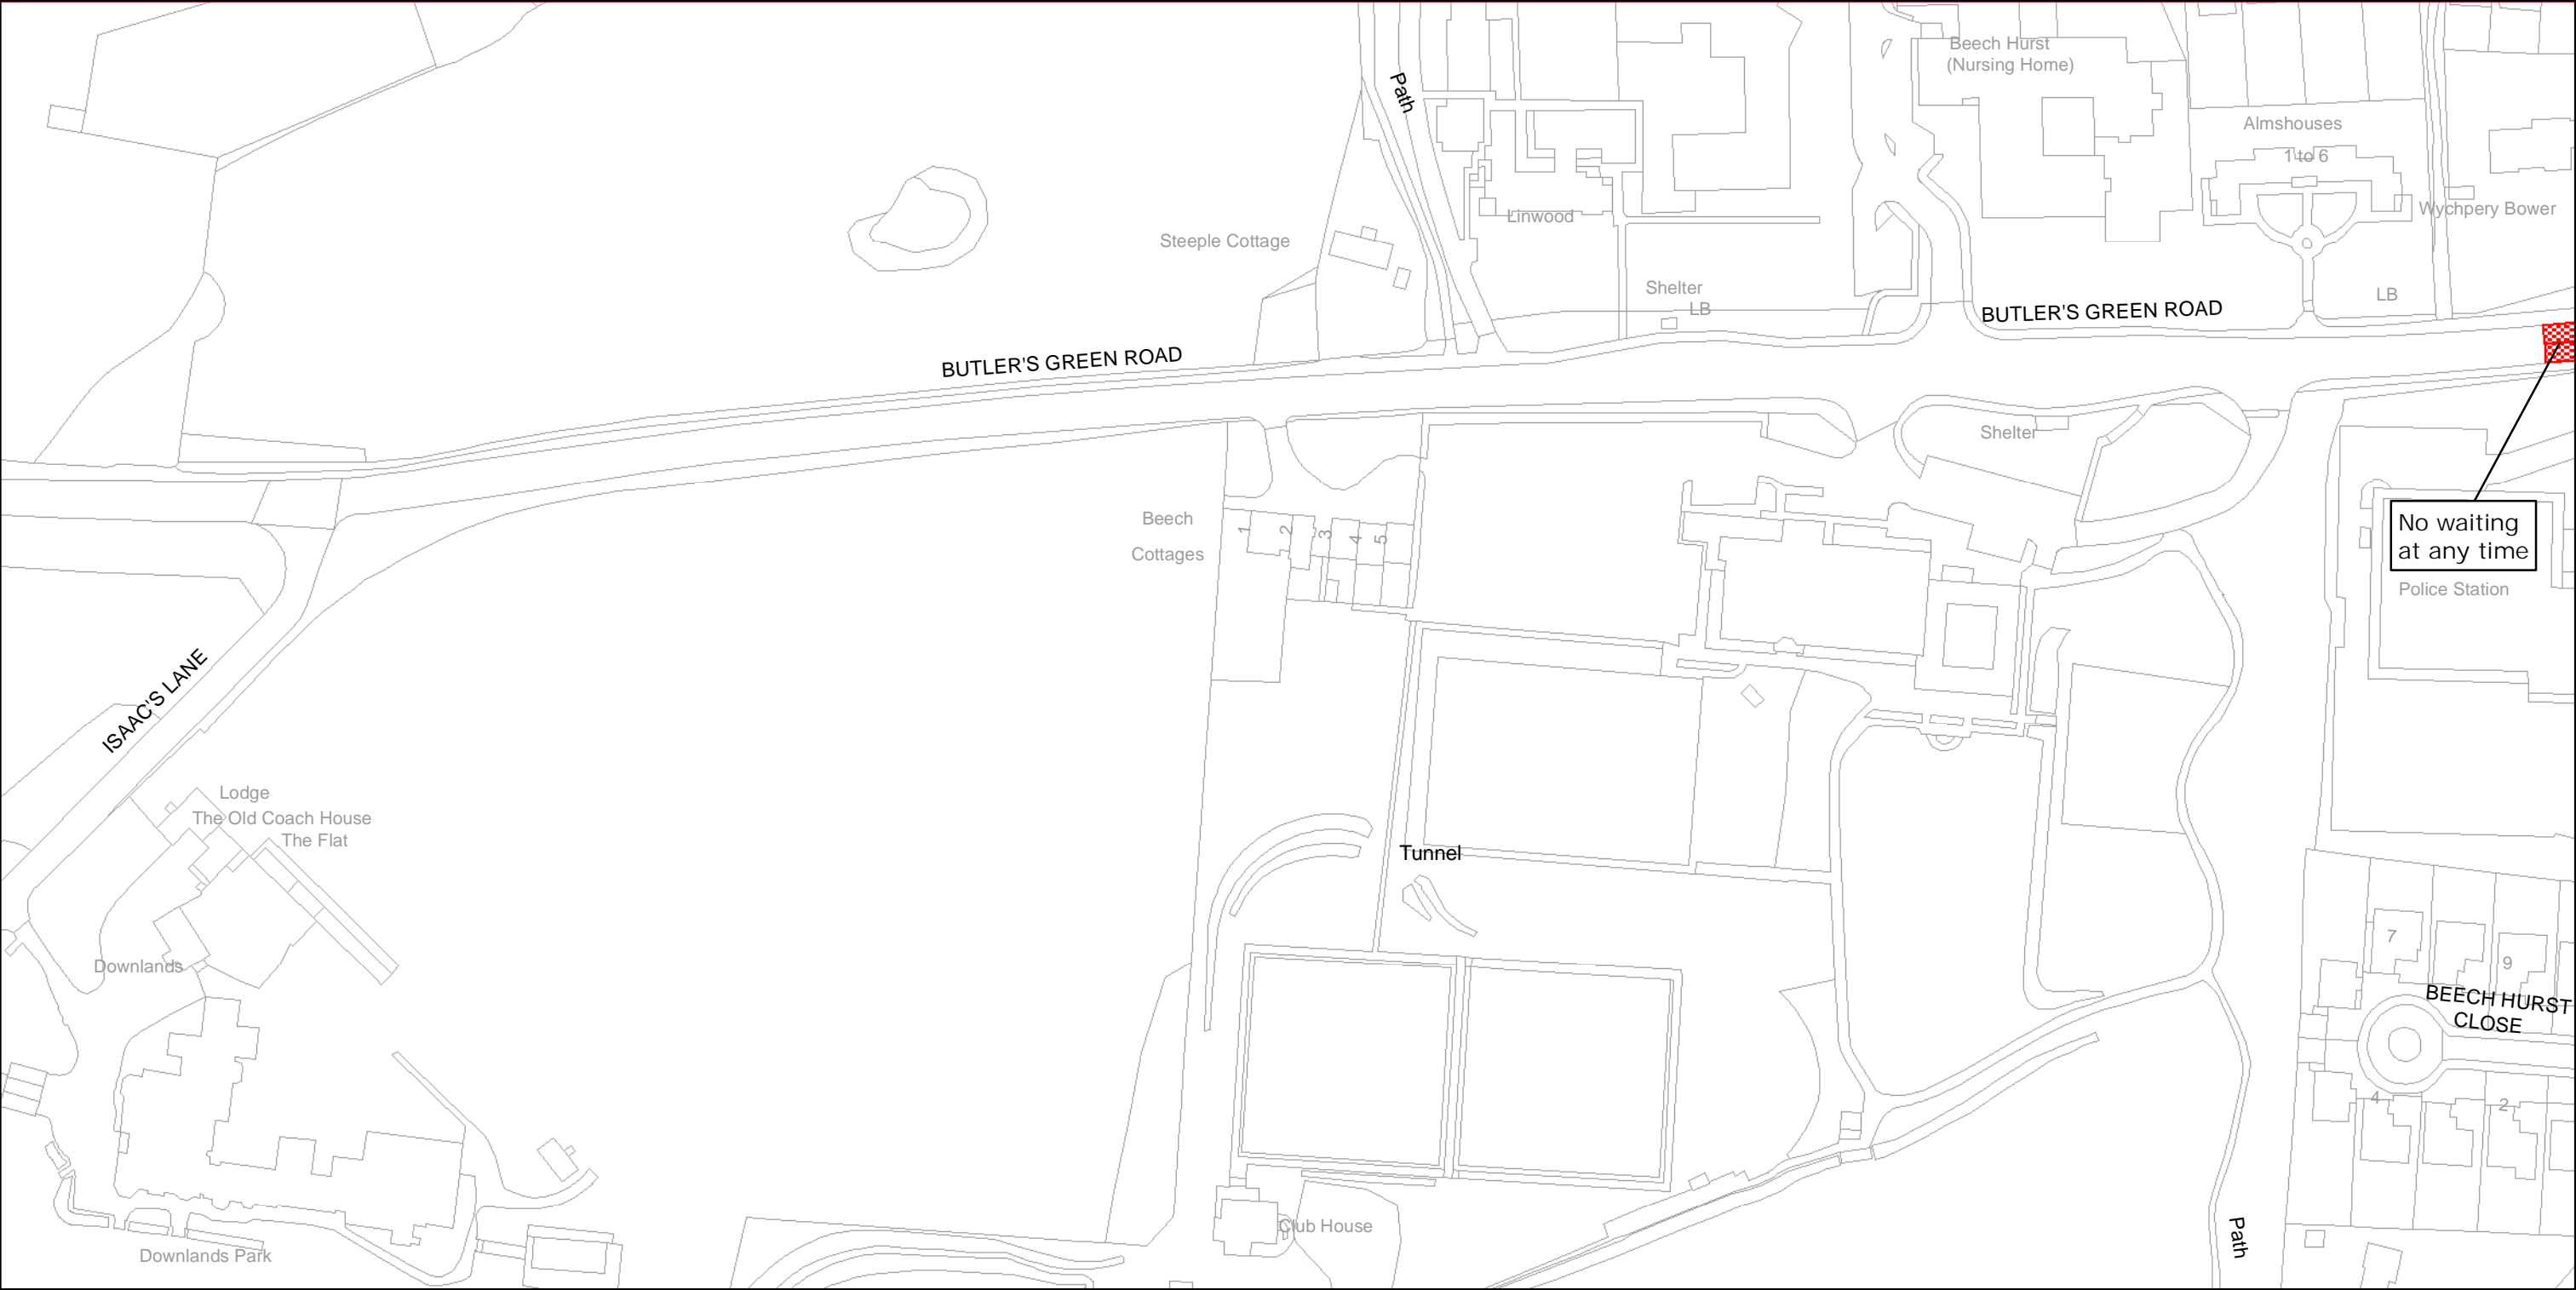 Path
Beech Hurst
(Nursing Home)
Almshouses
1 to 6
Wychpery Bower
Linwood
Steeple Cottage
Shelter
LB
BUTLER'S GREEN ROAD
LB
BUTLER'S GREEN ROAD
Shelter
No waiting
at any time
Police Station
Beech
Cottages
1
2
3
4
5
ISAAC'S LANE
Lodge
The Old Coach House
The Flat
Tunnel
Downlands
7
9
BEECH HURST
CLOSE
4
2
Club House
Downlands Park
Path